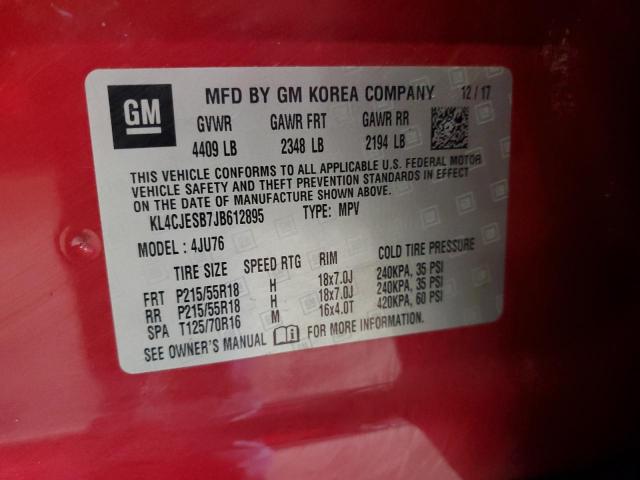 GM MFD BY GM KOREA COMPANY 12/17
GVWR GAWR FRT GAWR RR
4409 LB 2348 LB 2194 LB
THIS VEHICLE CONFORMS TO ALL APPLICABLE U.S. FEDERAL MOTOR
VEHICLE SAFETY AND THEFT PREVENTION STANDARDS IN EFFECT
ON THE DATE OF MANUFACTURE SHOWN ABOVE.
KL4CJESB7JB612895 TYPE: MPV
MODEL : 4JU76
TIRE SIZE SPEED RTG RIM COLD TIRE PRESSURE
FRT P215/55R18 H 18x7.0J 240KPA, 35 PSI
RR P215/55R18 H 18x7.0J 240KPA, 35 PSI
SPA T125/70R16 M 16x4.0T 420KPA, 60 PSI
SEE OWNER'S MANUAL FOR MORE INFORMATION.